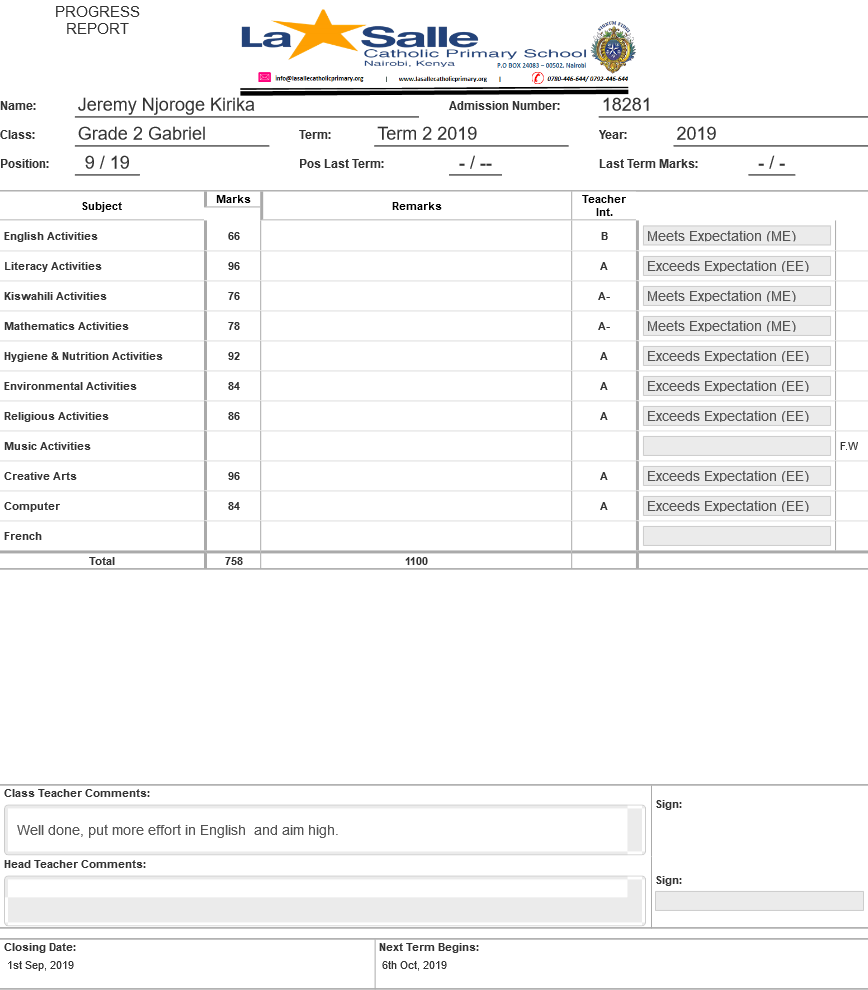 PROGRESS
REPORT
La Salle
Catholic Primary School
Nairobi, Kenya
P.O BOX 24083 – 00502, Nairobi
info@lasallecatholicprimary.org | www.lasallecatholicprimary.org | 0780-446-644/ 0792-446-644
Name: Jeremy Njoroge Kirika Admission Number: 18281
Class: Grade 2 Gabriel Term: Term 2 2019 Year: 2019
Position: 9 / 19 Pos Last Term: - / -- Last Term Marks: - / -
Subject Marks Remarks Teacher Int.
English Activities 66 B Meets Expectation (ME)
Literacy Activities 96 A Exceeds Expectation (EE)
Kiswahili Activities 76 A- Meets Expectation (ME)
Mathematics Activities 78 A- Meets Expectation (ME)
Hygiene & Nutrition Activities 92 A Exceeds Expectation (EE)
Environmental Activities 84 A Exceeds Expectation (EE)
Religious Activities 86 A Exceeds Expectation (EE)
Music Activities F.W
Creative Arts 96 A Exceeds Expectation (EE)
Computer 84 A Exceeds Expectation (EE)
French
Total 758 1100
Class Teacher Comments:
Sign:
Well done, put more effort in English and aim high.
Head Teacher Comments:
Sign:
Closing Date: Next Term Begins:
1st Sep, 2019 6th Oct, 2019